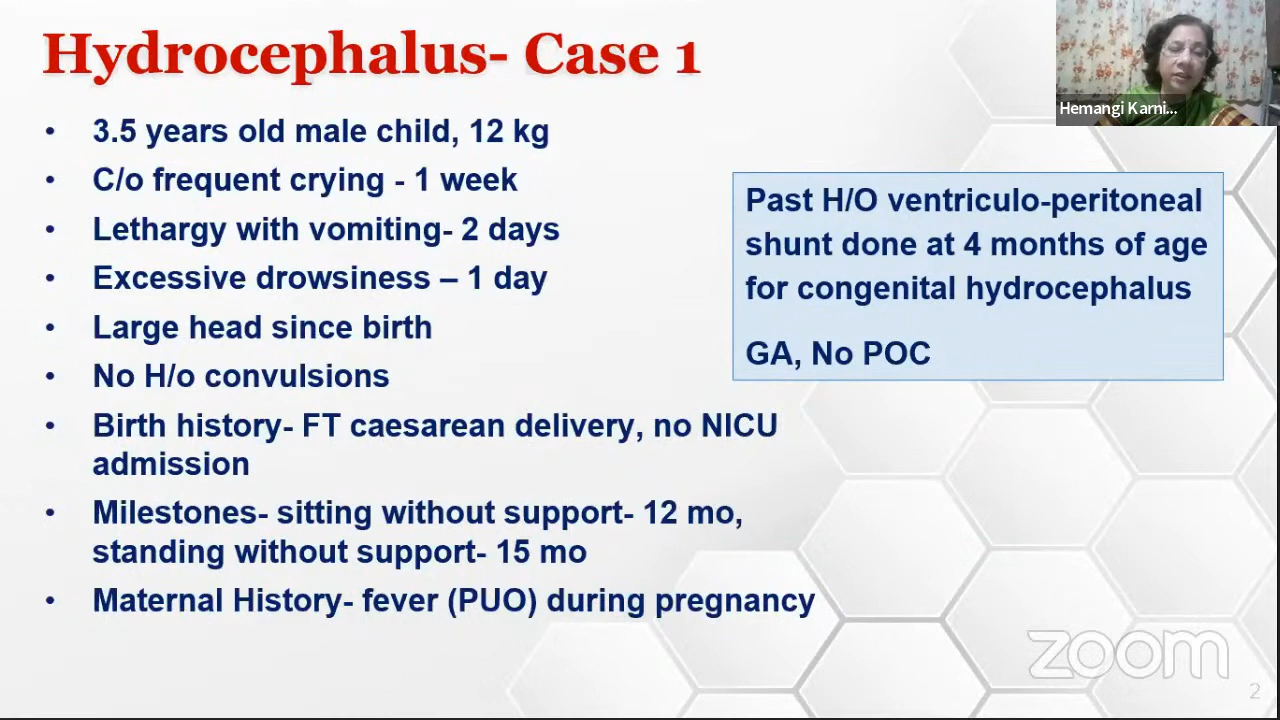 Hydrocephalus- Case 1
Hemangi Karni...
• 3.5 years old male child, 12 kg
• C/o frequent crying - 1 week
• Lethargy with vomiting- 2 days
• Excessive drowsiness – 1 day
• Large head since birth
• No H/o convulsions
• Birth history- FT caesarean delivery, no NICU
admission
• Milestones- sitting without support- 12 mo,
standing without support- 15 mo
• Maternal History- fever (PUO) during pregnancy
Past H/O ventriculo-peritoneal
shunt done at 4 months of age
for congenital hydrocephalus
GA, No POC
zoom
2